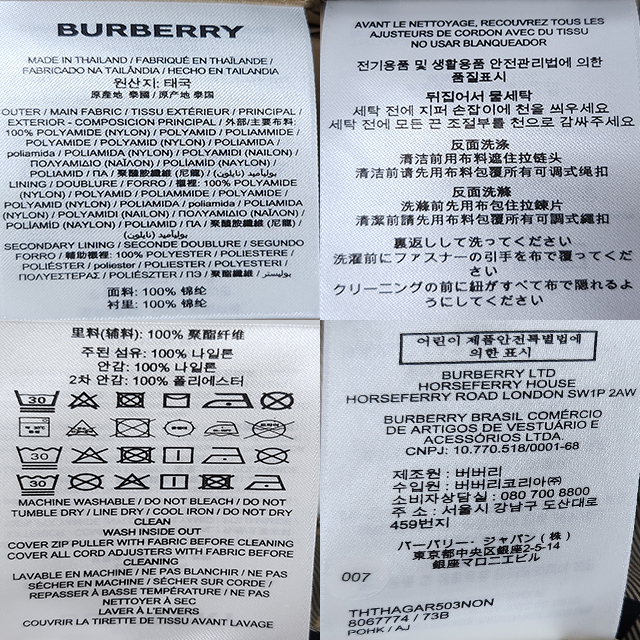 BURBERRY
MADE IN THAILAND / FABRIQUÉ EN THAÏLANDE /
FABRICADO NA TAILÂNDIA / HECHO EN TAILANDIA
원산지: 태국
原産地 泰國 / 原产地 泰国
OUTER / MAIN FABRIC / TISSU EXTÉRIEUR / PRINCIPAL /
EXTERIOR - COMPOSICIÓN PRINCIPAL / 外部/主要布料:
100% POLYAMIDE (NYLON) / POLYAMID / POLIAMMIDE /
POLYAMIDE / POLYAMID (NYLON) / POLIAMIDA /
poliamida / POLIAMIDA (NYLON) / POLYAMIDI (NAILON) /
ΠΟΛΥΑΜΙΔΙΟ (ΝΑΪΛΟΝ) / POLÍAMÍÐ (NAYLON) /
POLIAMID / ПА / 聚醯胺纖維 (尼龍) / بولياميد (نايلون)
LINING / DOUBLURE / FORRO / 襯裡: 100% POLYAMIDE
(NYLON) / POLYAMID / POLIAMMIDE / POLYAMIDE /
POLYAMID (NYLON) / POLIAMIDA / poliamida / POLIAMIDA
(NYLON) / POLYAMIDI (NAILON) / ΠΟΛΥΑΜΙΔΙΟ (ΝΑΪΛΟΝ) /
POLÍAMÍÐ (NAYLON) / POLIAMID / ПА / 聚醯胺纖維 (尼龍) /
بولياميد (نايلون)
SECONDARY LINING / SECONDE DOUBLURE / SEGUNDO
FORRO / 輔助襯裡: 100% POLYESTER / POLIESTERE /
POLIÉSTER / poliester / POLYESTER / POLYESTERI /
ΠΟΛΥΕΣΤΕΡΑΣ / POLIÉSZTER / ПЭ / 聚酯纖維 / بوليستر
面料: 100% 锦纶
衬里: 100% 锦纶
AVANT LE NETTOYAGE, RECOUVREZ TOUS LES
AJUSTEURS DE CORDON AVEC DU TISSU
NO USAR BLANQUEADOR
전기용품 및 생활용품 안전관리법에 의한
품질표시
뒤집어서 물세탁
세탁 전에 지퍼 손잡이에 천을 씌우세요
세탁 전에 모든 끈 조절부를 천으로 감싸주세요
反面洗涤
清洁前用布料遮住拉链头
清洁前请先用布料包覆所有可调式绳扣
反面洗滌
洗滌前用布包住拉鍊片
清潔前請先用布料包覆所有可調式繩扣
裏返しして洗ってください
洗濯前にファスナーの引手を布で覆ってくださ
い
クリーニングの前に紐がすべて布で隠れるよ
うにしてください
里料(辅料): 100% 聚酯纤维
주된 섬유: 100% 나일론
안감: 100% 나일론
2차 안감: 100% 폴리에스터
30
30
30
MACHINE WASHABLE / DO NOT BLEACH / DO NOT
TUMBLE DRY / LINE DRY / COOL IRON / DO NOT DRY
CLEAN
WASH INSIDE OUT
COVER ZIP PULLER WITH FABRIC BEFORE CLEANING
COVER ALL CORD ADJUSTERS WITH FABRIC BEFORE
CLEANING
LAVABLE EN MACHINE / NE PAS BLANCHIR / NE PAS
SÉCHER EN MACHINE / SÉCHER SUR CORDE /
REPASSER À BASSE TEMPÉRATURE / NE PAS
NETTOYER À SEC
LAVER À L'ENVERS
COUVRIR LA TIRETTE DE TISSU AVANT LAVAGE
어린이 제품안전특별법에
의한 표시
BURBERRY LTD
HORSEFERRY HOUSE
HORSEFERRY ROAD LONDON SW1P 2AW
BURBERRY BRASIL COMÉRCIO
DE ARTIGOS DE VESTUÁRIO E
ACESSÓRIOS LTDA.
CNPJ: 10.770.518/0001-68
제조원 : 버버리
수입원 : 버버리코리아㈜
소비자상담실 : 080 700 8800
주 소 : 서울시 강남구 도산대로
459번지
バーバリー・ジャパン(株)
東京都中央区銀座2-5-14
銀座マロニエビル
007
THTHAGAR503NON
8067774 / 73B
POHK / AJ